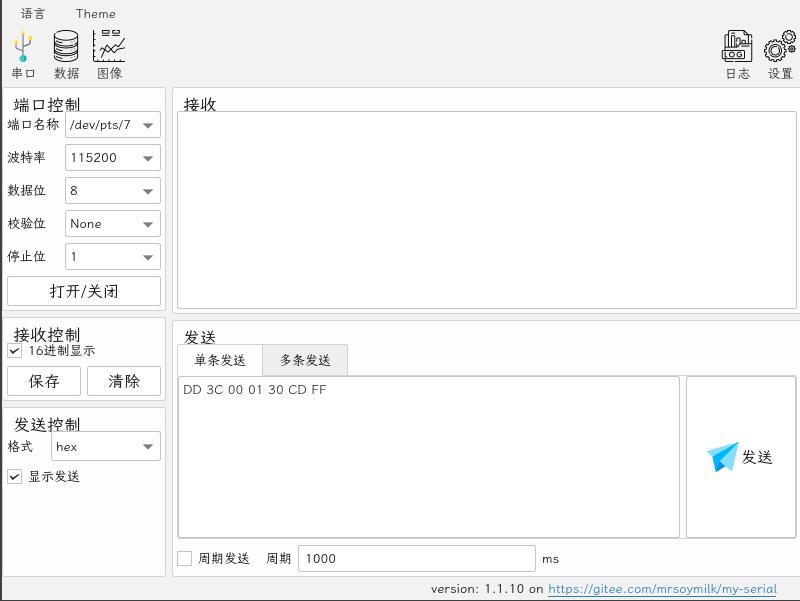 语言 Theme
串口 数据 图像 LOG 日志 设置
端口控制
端口名称 /dev/pts/7
波特率 115200
数据位 8
校验位 None
停止位 1
打开/关闭
接收控制
16进制显示
保存 清除
发送控制
格式 hex
显示发送
接收
发送
单条发送 多条发送
DD 3C 00 01 30 CD FF
发送
周期发送 周期 1000 ms
version: 1.1.10 on https://gitee.com/mrsoymilk/my-serial